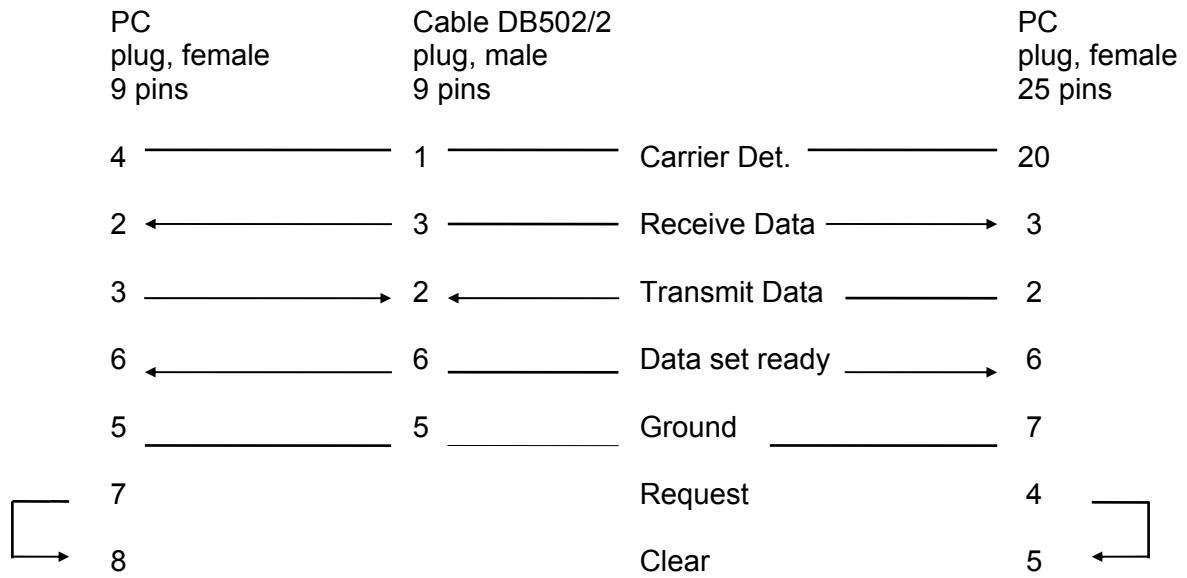 PC Cable DB502/2 PC
plug, female plug, male plug, female
9 pins 9 pins 25 pins
4 1 Carrier Det. 20
2 3 Receive Data 3
3 2 Transmit Data 2
6 6 Data set ready 6
5 5 Ground 7
7 Request 4
8 Clear 5